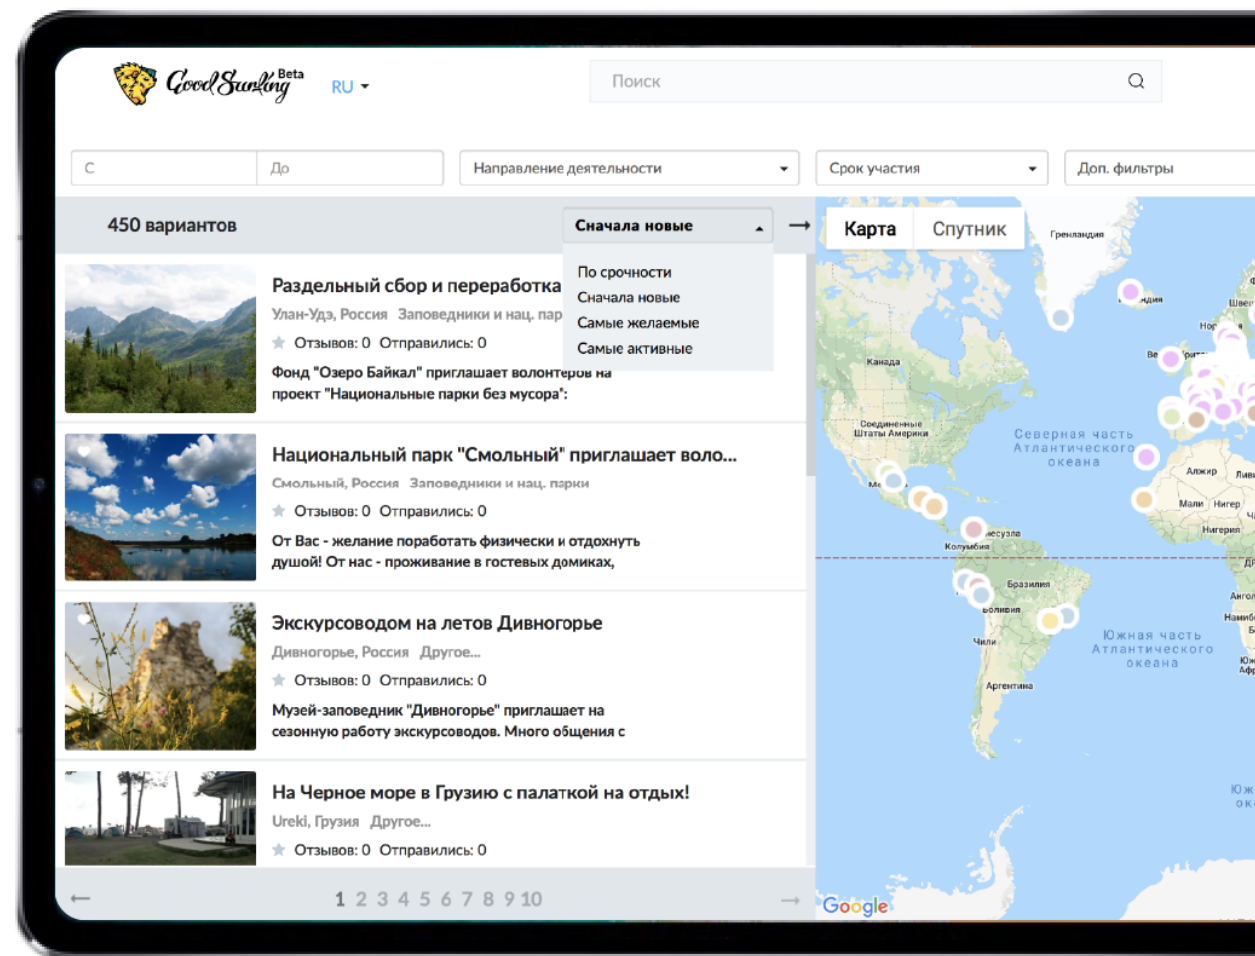 Good Surfing Beta
RU
Поиск
С
До
Направление деятельности
Срок участия
Доп. фильтры
450 вариантов
Сначала новые
По срочности
Сначала новые
Самые желаемые
Самые активные
Раздельный сбор и переработка
Улан-Удэ, Россия Заповедники и нац. пар
Отзывов: 0 Отправились: 0
Фонд "Озеро Байкал" приглашает волонтеров на
проект "Национальные парки без мусора":
Национальный парк "Смольный" приглашает воло...
Смольный, Россия Заповедники и нац. парки
Отзывов: 0 Отправились: 0
От Вас - желание поработать физически и отдохнуть
душой! От нас - проживание в гостевых домиках,
Экскурсоводом на летов Дивногорье
Дивногорье, Россия Другое...
Отзывов: 0 Отправились: 0
Музей-заповедник "Дивногорье" приглашает на
сезонную работу экскурсоводов. Много общения с
На Черное море в Грузию с палаткой на отдых!
Ureki, Грузия Другое...
Отзывов: 0 Отправились: 0
1 2 3 4 5 6 7 8 9 10
Карта
Спутник
Гренландия
Канада
Соединенные
Штаты Америки
Северная часть
Атлантического
океана
Алжир
Мали
Нигер
Нигерия
Колумбия
Бразилия
Боливия
Чили
Аргентина
Южная часть
Атлантического
океана
Google